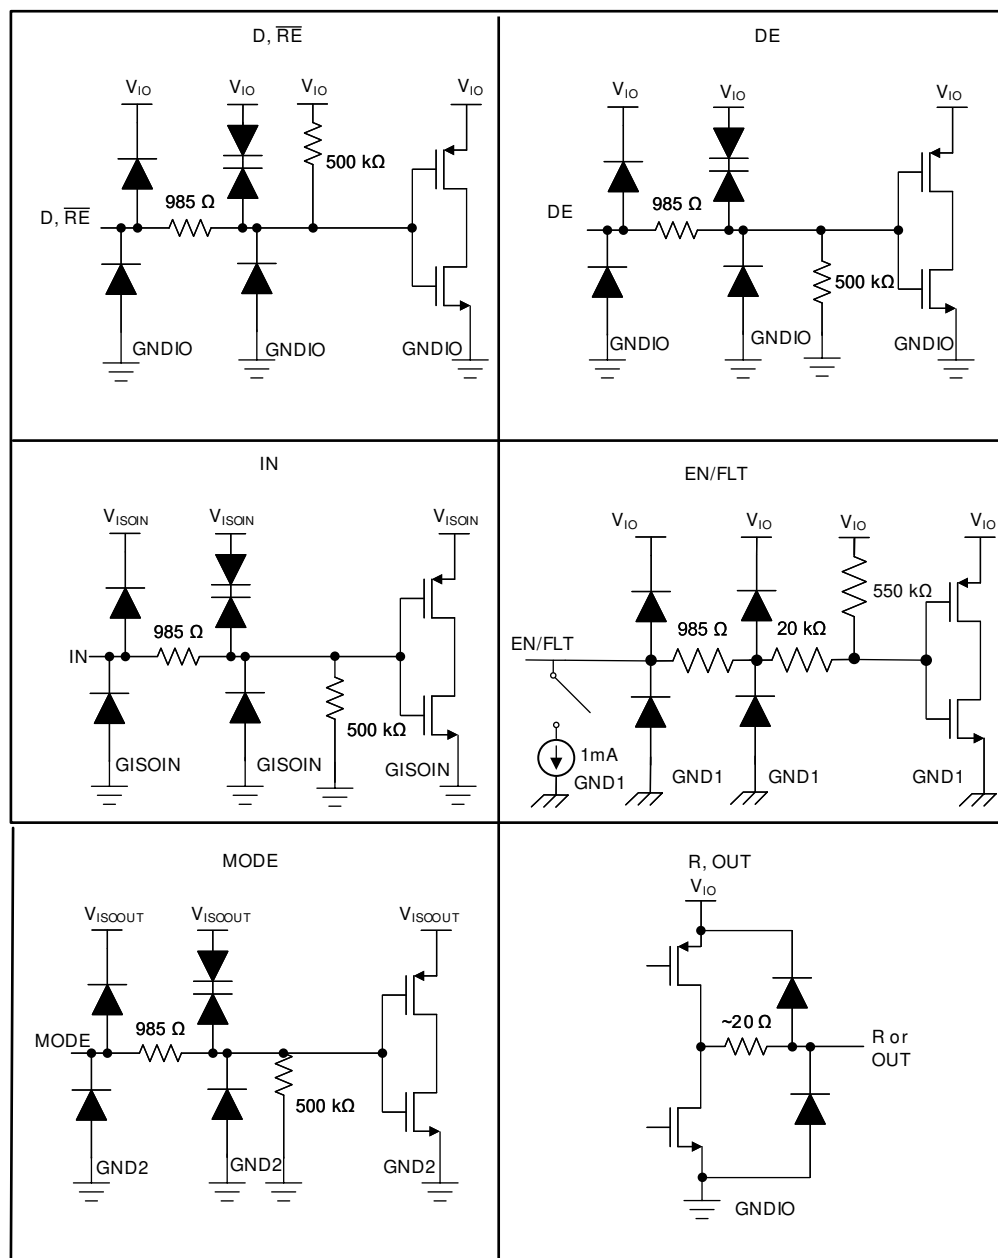 D, R̅E̅
V_IO V_IO V_IO V_IO
500 kΩ
985 Ω
D, R̅E̅
GNDIO GNDIO GNDIO
DE
V_IO V_IO V_IO
985 Ω
DE
500 kΩ
GNDIO GNDIO GNDIO
IN
V_ISOIN V_ISOIN V_ISOIN
985 Ω
IN
500 kΩ
GISOIN GISOIN GISOIN
EN/FLT
V_IO V_IO V_IO V_IO
550 kΩ
985 Ω 20 kΩ
EN/FLT
1mA
GND1 GND1 GND1 GND1
MODE
V_ISOOUT V_ISOOUT V_ISOOUT
985 Ω
MODE
500 kΩ
GND2 GND2 GND2
R, OUT
V_IO
~20 Ω
R or
OUT
GNDIO